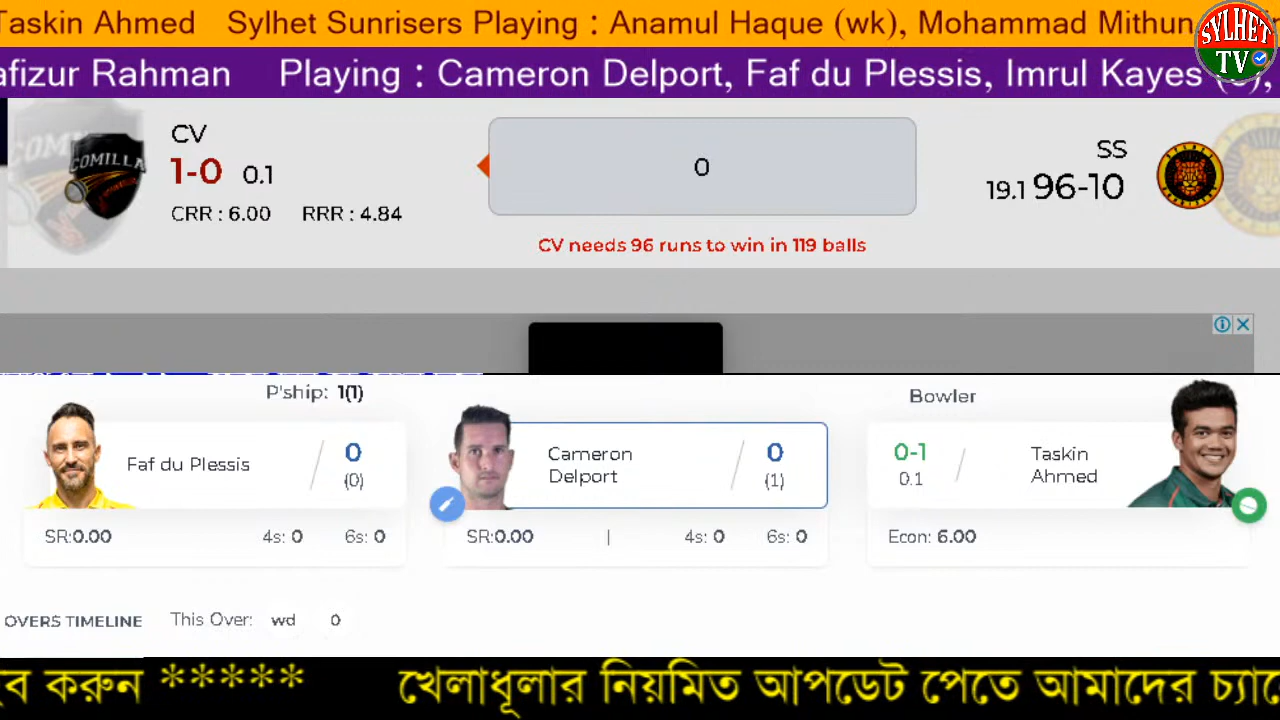 Taskin Ahmed Sylhet Sunrisers Playing : Anamul Haque (wk), Mohammad Mithun
SYLHET
TV
afizur Rahman Playing : Cameron Delport, Faf du Plessis, Imrul Kayes
COMILLA
CV
1-0 0.1
CRR : 6.00 RRR : 4.84
0
CV needs 96 runs to win in 119 balls
SS
19.1 96-10
P'ship: 1(1)
Faf du Plessis
0
(0)
SR:0.00 4s: 0 6s: 0
Cameron
Delport
0
(1)
SR:0.00 | 4s: 0 6s: 0
Bowler
0-1
0.1
Taskin
Ahmed
Econ: 6.00
OVERS TIMELINE This Over: wd 0
ব করুন ***** খেলাধূলার নিয়মিত আপডেট পেতে আমাদের চ্যানে